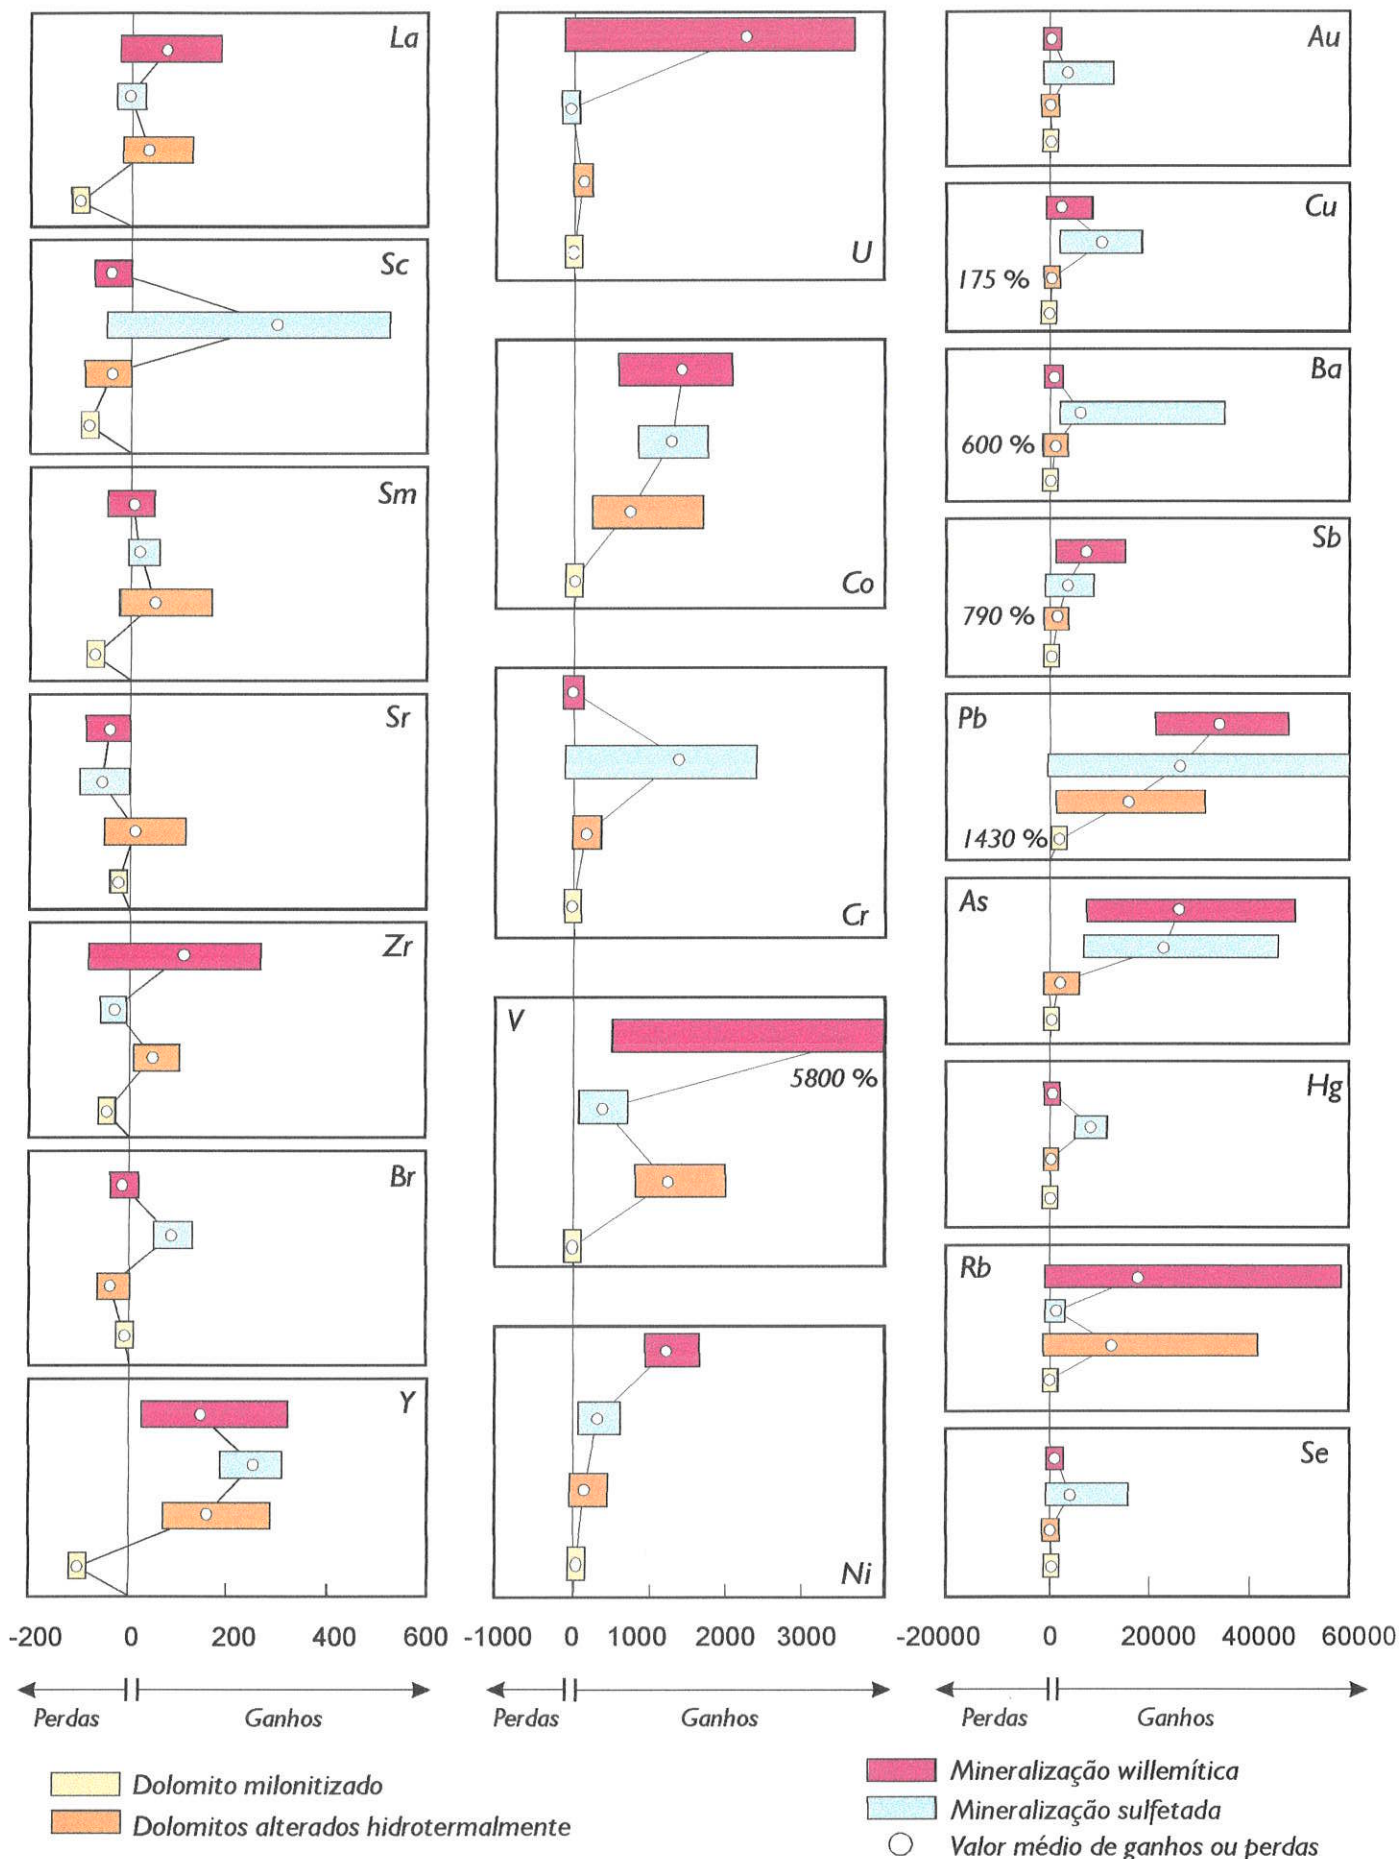 La
Sc
Sm
Sr
Zr
Br
Y
-200 0 200 400 600
Perdas Ganhos
U
Co
Cr
V
5800 %
Ni
-1000 0 1000 2000 3000
Perdas Ganhos
Au
Cu
175 %
Ba
600 %
Sb
790 %
Pb
1430 %
As
Hg
Rb
Se
-20000 0 20000 40000 60000
Perdas Ganhos
Dolomito milonitizado
Dolomitos alterados hidrotermalmente
Mineralização willemítica
Mineralização sulfetada
Valor médio de ganhos ou perdas